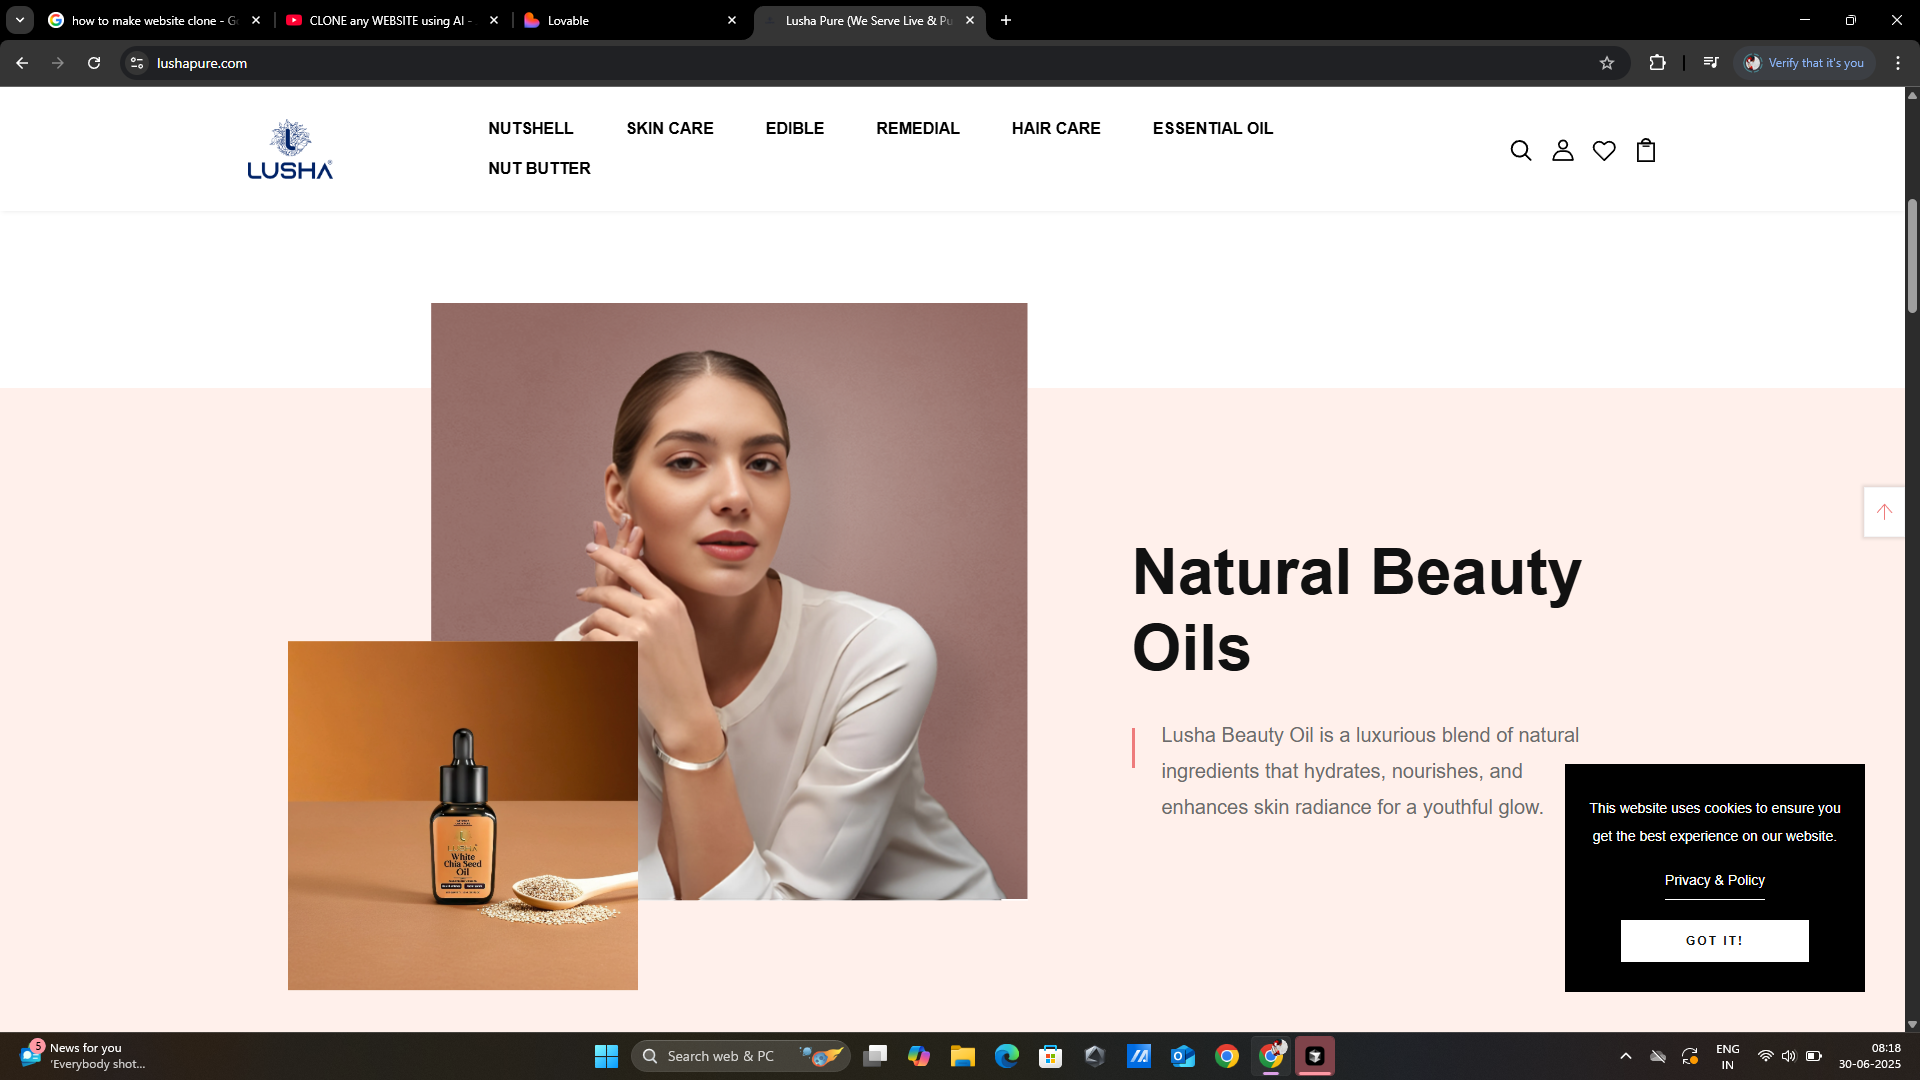 how to make website clone - G
CLONE any WEBSITE using AI -
Lovable
Lusha Pure (We Serve Live & Pu
lushapure.com
Verify that it's you
LUSHA
NUTSHELL
SKIN CARE
EDIBLE
REMEDIAL
HAIR CARE
ESSENTIAL OIL
NUT BUTTER
Natural Beauty
Oils
Lusha Beauty Oil is a luxurious blend of natural
ingredients that hydrates, nourishes, and
enhances skin radiance for a youthful glow.
LUSHA
White
Chia Seed
Oil
This website uses cookies to ensure you
get the best experience on our website.
Privacy & Policy
GOT IT!
5
News for you
'Everybody shot...
Search web & PC
ENG
IN
08:18
30-06-2025